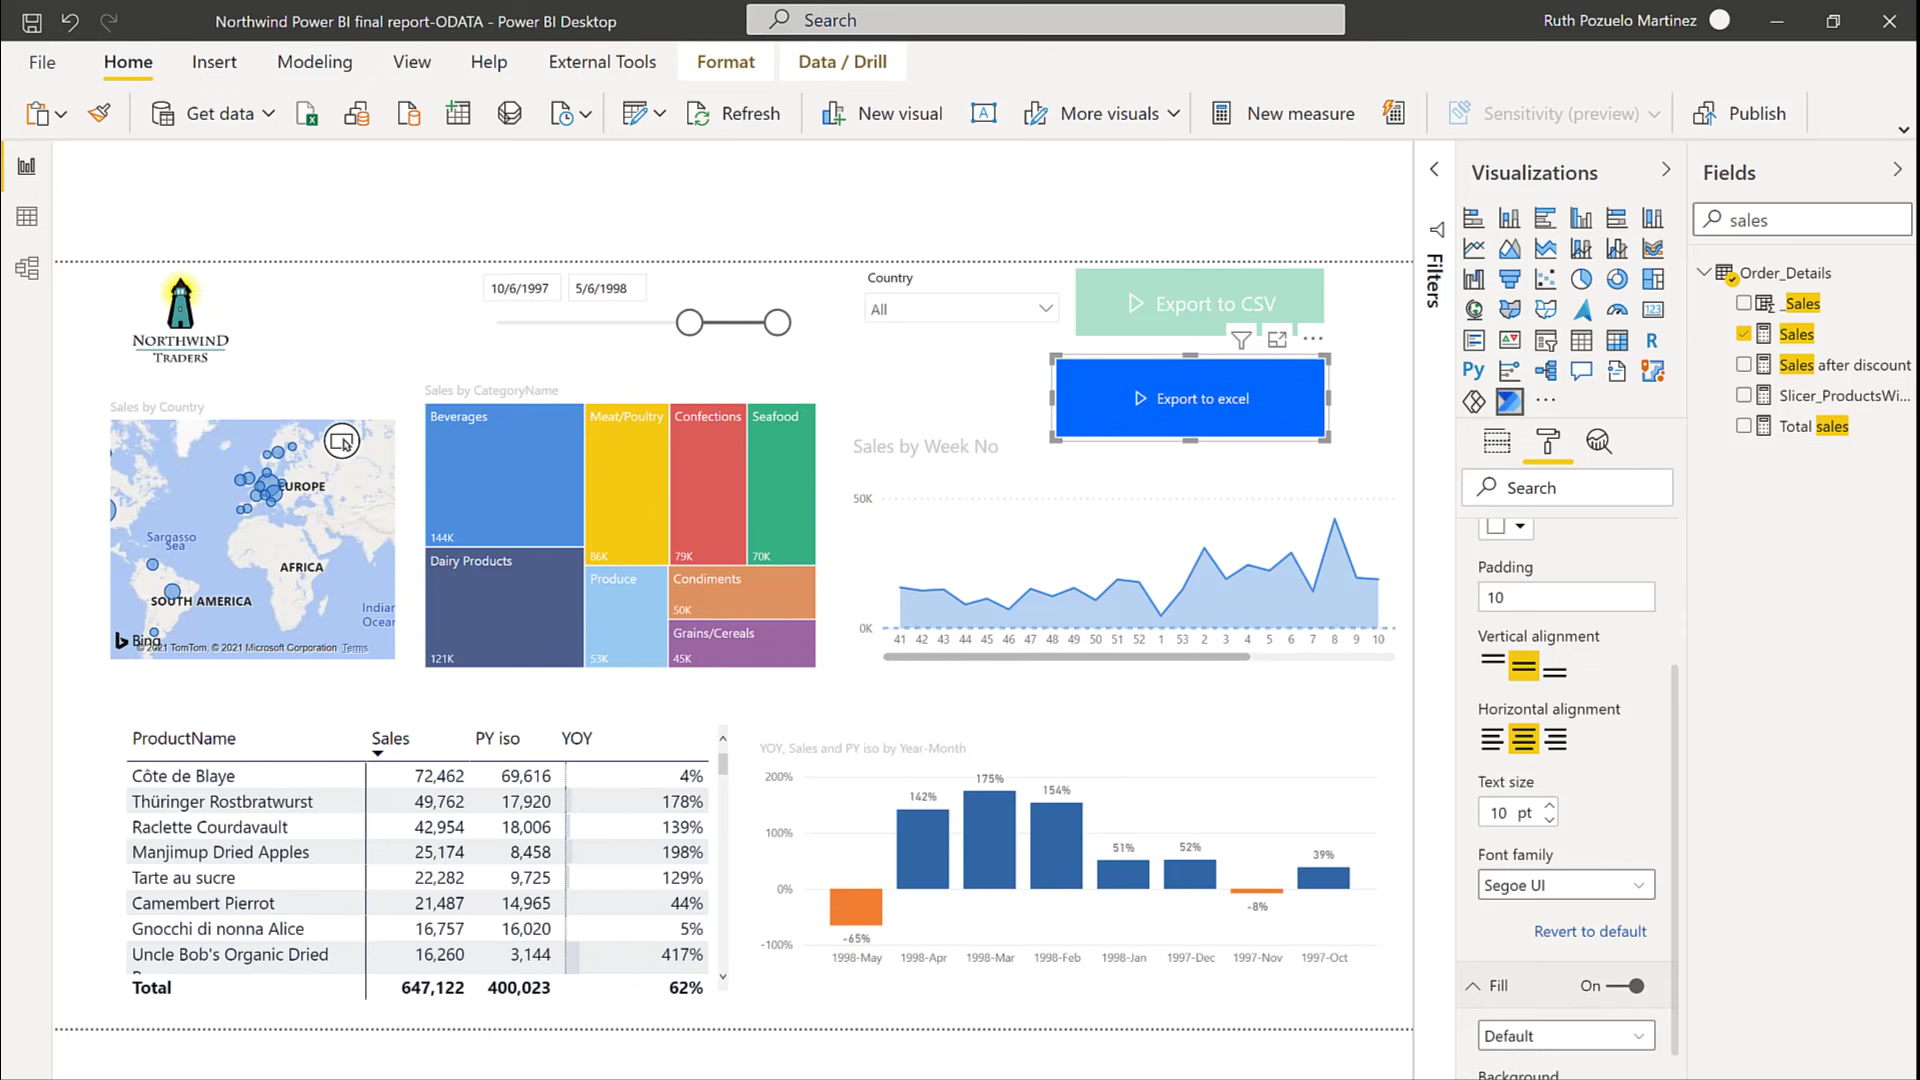 Northwind Power BI final report-ODATA - Power BI Desktop
Search
Ruth Pozuelo Martinez
File
Home
Insert
Modeling
View
Help
External Tools
Format
Data / Drill
Get data
Refresh
New visual
More visuals
New measure
Sensitivity (preview)
Publish
NORTHWIND
TRADERS
10/6/1997
5/6/1998
Country
All
Export to CSV
Export to excel
Sales by Country
EUROPE
Sargasso
Sea
AFRICA
SOUTH AMERICA
Indian
Ocean
Bing
© 2021 TomTom, © 2021 Microsoft Corporation Terms
Sales by CategoryName
Beverages
144K
Dairy Products
121K
Meat/Poultry
86K
Confections
79K
Seafood
70K
Produce
53K
Condiments
50K
Grains/Cereals
45K
Sales by Week No
50K
0K
41 42 43 44 45 46 47 48 49 50 51 52 1 53 2 3 4 5 6 7 8 9 10
ProductName Sales PY iso YOY
Côte de Blaye 72,462 69,616 4%
Thüringer Rostbratwurst 49,762 17,920 178%
Raclette Courdavault 42,954 18,006 139%
Manjimup Dried Apples 25,174 8,458 198%
Tarte au sucre 22,282 9,725 129%
Camembert Pierrot 21,487 14,965 44%
Gnocchi di nonna Alice 16,757 16,020 5%
Uncle Bob's Organic Dried 16,260 3,144 417%
Total 647,122 400,023 62%
YOY, Sales and PY iso by Year-Month
200%
100%
0%
-100%
-65%
142%
175%
154%
51%
52%
-8%
39%
1998-May 1998-Apr 1998-Mar 1998-Feb 1998-Jan 1997-Dec 1997-Nov 1997-Oct
Filters
Visualizations
123
R
Py
Search
Padding
10
Vertical alignment
Horizontal alignment
Text size
10 pt
Font family
Segoe UI
Revert to default
Fill
On
Default
Background
Fields
sales
Order_Details
_Sales
Sales
Sales after discount
Slicer_ProductsWi...
Total sales